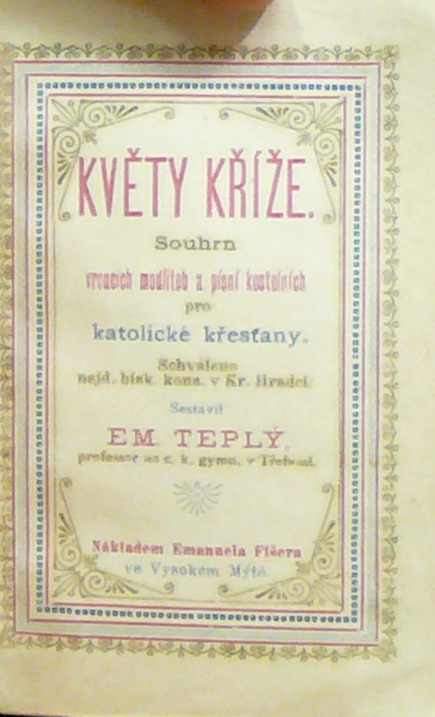 KVĚTY KŘÍŽE.
Souhrn
vroucích modliteb a písní kostelních
pro
katolické křesťany.
Schváleno
nejd. bisk. kons. v Kr. Hradci.
Sestavil
EM. TEPLÝ,
professor na c. k. gymn. v Třeboni.
Nákladem Emanuela Fišera
ve Vysokém Mýtě.